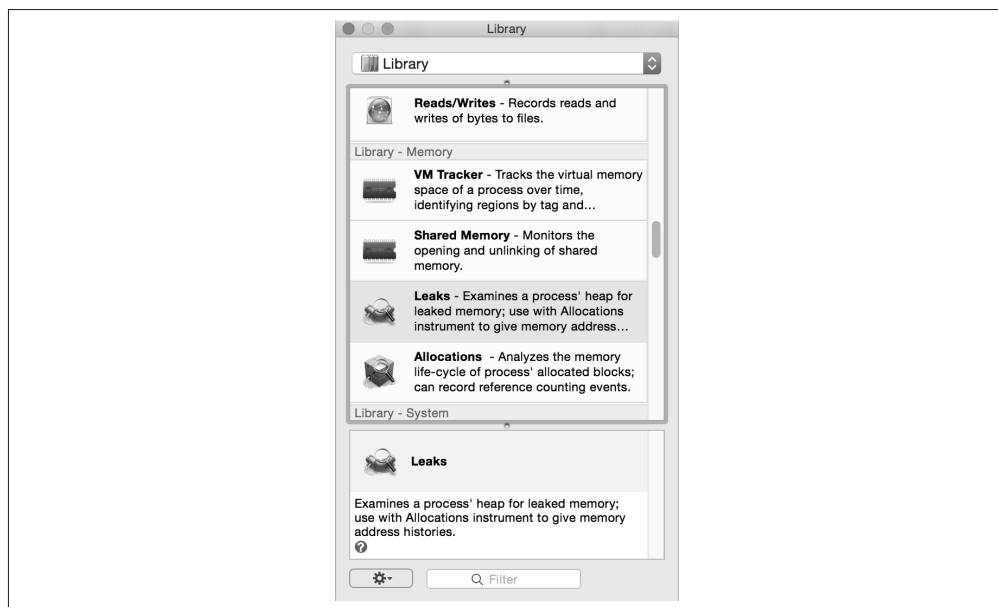 Library
Library
Reads/Writes - Records reads and
writes of bytes to files.
Library - Memory
VM Tracker - Tracks the virtual memory
space of a process over time,
identifying regions by tag and…
Shared Memory - Monitors the
opening and unlinking of shared
memory.
Leaks - Examines a process' heap for
leaked memory; use with Allocations
instrument to give memory address…
Allocations - Analyzes the memory
life-cycle of process' allocated blocks;
can record reference counting events.
Library - System
Leaks
Examines a process' heap for leaked memory;
use with Allocations instrument to give memory
address histories.
?
Filter